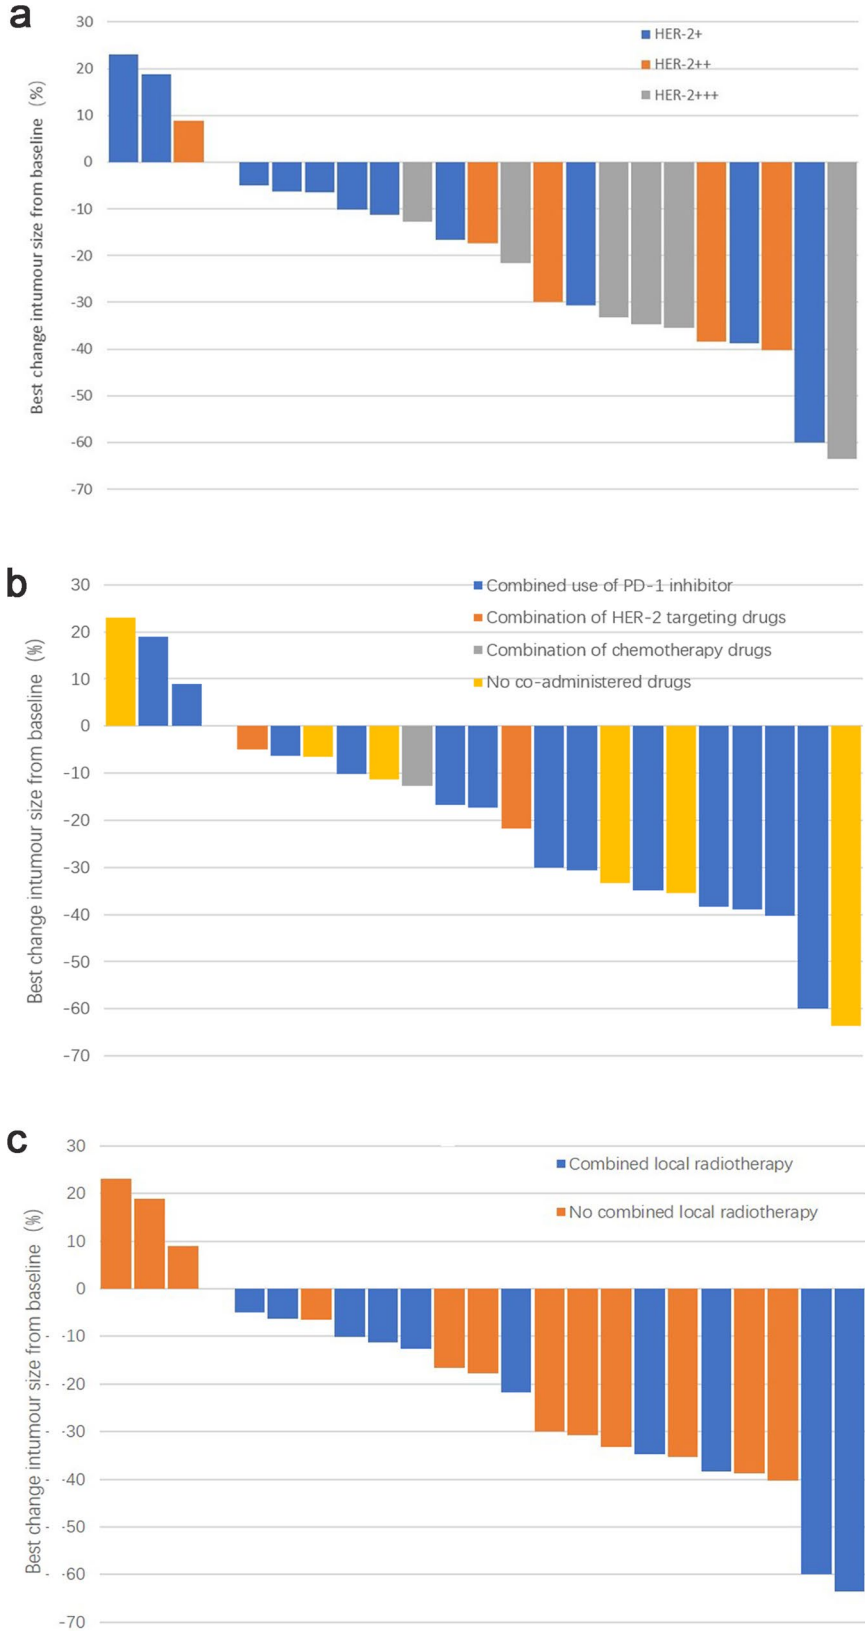 a
Best change intumour size from baseline（%）
30
20
10
0
-10
-20
-30
-40
-50
-60
-70
HER-2+
HER-2++
HER-2+++
b
Best change intumour size from baseline（%）
30
20
10
0
-10
-20
-30
-40
-50
-60
-70
Combined use of PD-1 inhibitor
Combination of HER-2 targeting drugs
Combination of chemotherapy drugs
No co-administered drugs
c
Best change intumour size from baseline（%）
30
20
10
0
-10
-20
-30
-40
-50
-60
-70
Combined local radiotherapy
No combined local radiotherapy